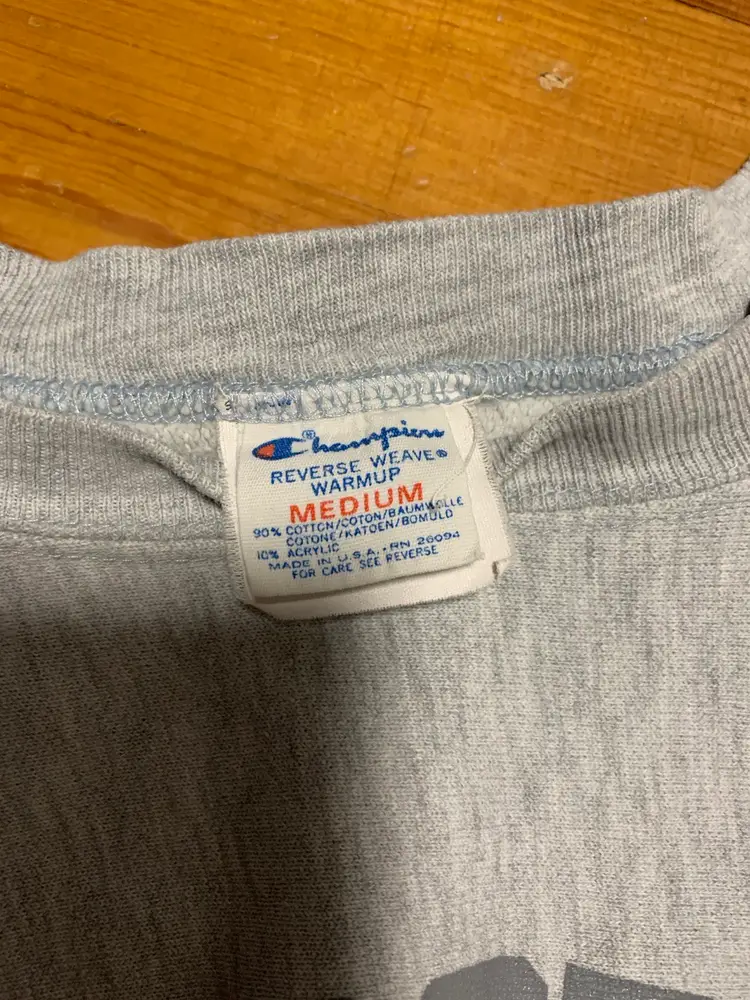 Champion®
REVERSE WEAVE®
WARMUP
MEDIUM
90% COTTON/COTON/BAUMWOLLE
COTONE/KATOEN/BOMULD
10% ACRYLIC
MADE IN U.S.A. - RN 26094
FOR CARE SEE REVERSE